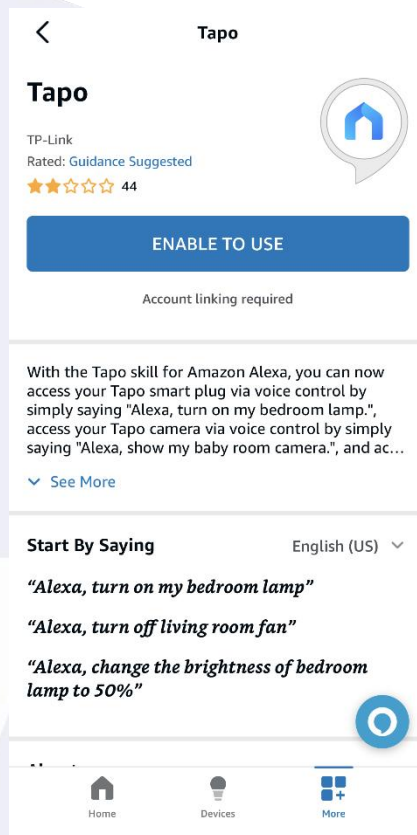 Tapo
Tapo
TP-Link
Rated: Guidance Suggested
44
ENABLE TO USE
Account linking required
With the Tapo skill for Amazon Alexa, you can now
access your Tapo smart plug via voice control by
simply saying "Alexa, turn on my bedroom lamp.",
access your Tapo camera via voice control by simply
saying "Alexa, show my baby room camera.", and ac...
See More
Start By Saying
English (US)
“Alexa, turn on my bedroom lamp”
“Alexa, turn off living room fan”
“Alexa, change the brightness of bedroom
lamp to 50%”
Home
Devices
More